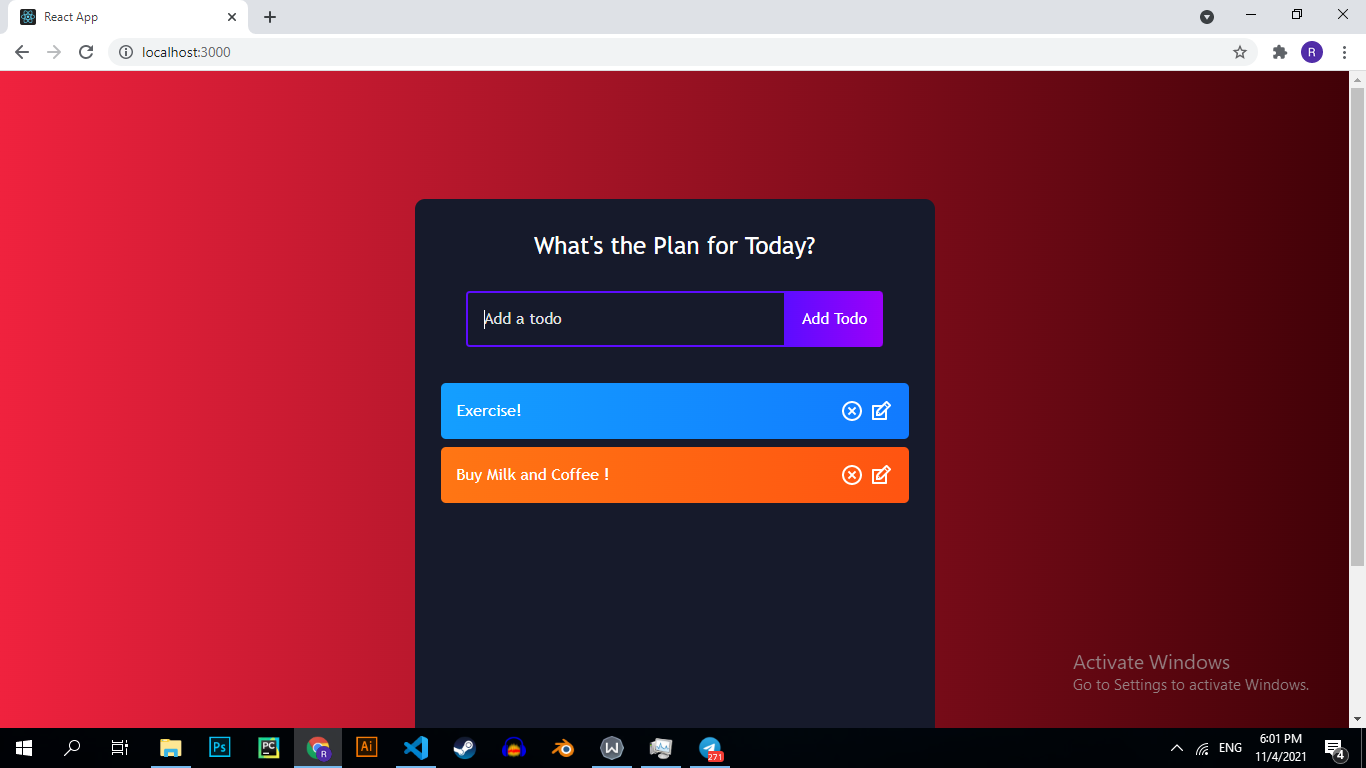 React App
localhost:3000
R
What's the Plan for Today?
Add a todo
Add Todo
Exercise!
Buy Milk and Coffee !
Activate Windows
Go to Settings to activate Windows.
Ps
PC
R
Ai
W
271
ENG
6:01 PM
11/4/2021
4